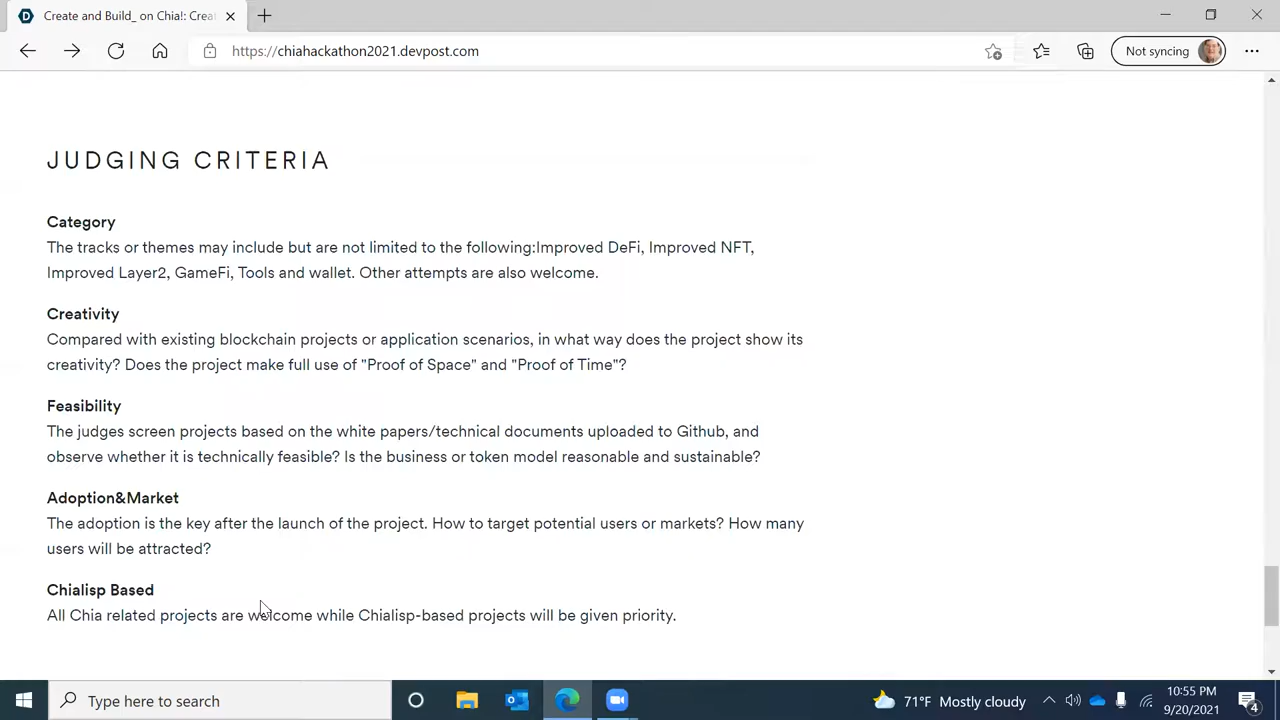 Create and Build_ on Chia!: Crea
https://chiahackathon2021.devpost.com
Not syncing
JUDGING CRITERIA
Category
The tracks or themes may include but are not limited to the following:Improved DeFi, Improved NFT,
Improved Layer2, GameFi, Tools and wallet. Other attempts are also welcome.
Creativity
Compared with existing blockchain projects or application scenarios, in what way does the project show its
creativity? Does the project make full use of "Proof of Space" and "Proof of Time"?
Feasibility
The judges screen projects based on the white papers/technical documents uploaded to Github, and
observe whether it is technically feasible? Is the business or token model reasonable and sustainable?
Adoption&Market
The adoption is the key after the launch of the project. How to target potential users or markets? How many
users will be attracted?
Chialisp Based
All Chia related projects are welcome while Chialisp-based projects will be given priority.
Type here to search
71°F Mostly cloudy
10:55 PM
9/20/2021
4